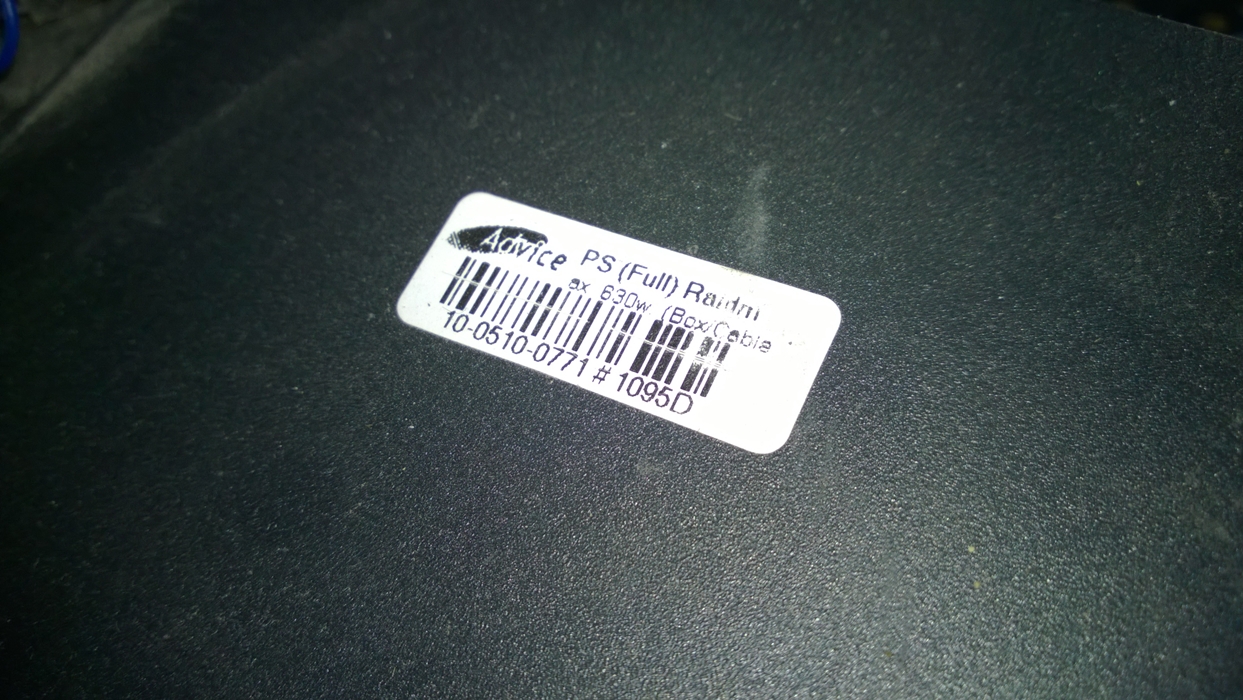 Advice PS (Full) Raidm
ax 630w. (Box/Cable
10-0510-0771 # 1095D